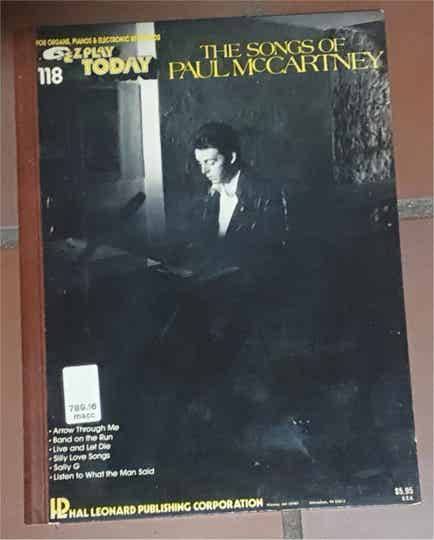 FOR ORGANS, PIANOS & ELECTRONIC KEYBOARDS
EZ PLAY
TODAY
118
THE SONGS OF
PAUL McCARTNEY
789.16
macc
• Arrow Through Me
• Band on the Run
• Live and Let Die
• Silly Love Songs
• Sally G
• Listen to What the Man Said
$5.95
U.S.A.
HAL LEONARD PUBLISHING CORPORATION